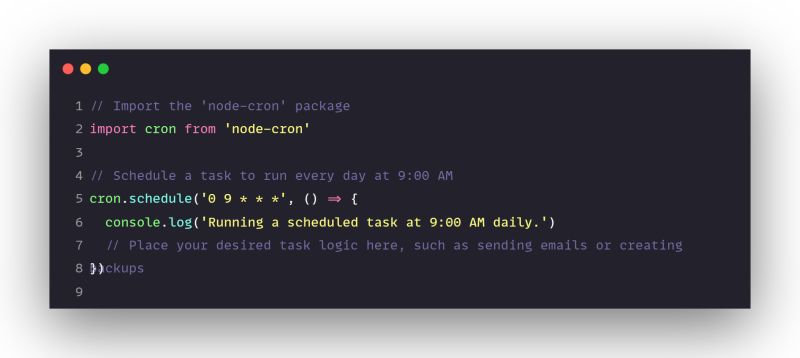 1 // Import the 'node-cron' package
2 import cron from 'node-cron'
3
4 // Schedule a task to run every day at 9:00 AM
5 cron.schedule('0 9 * * *', () => {
6 console.log('Running a scheduled task at 9:00 AM daily.')
7 // Place your desired task logic here, such as sending emails or creating
8 })backups
9